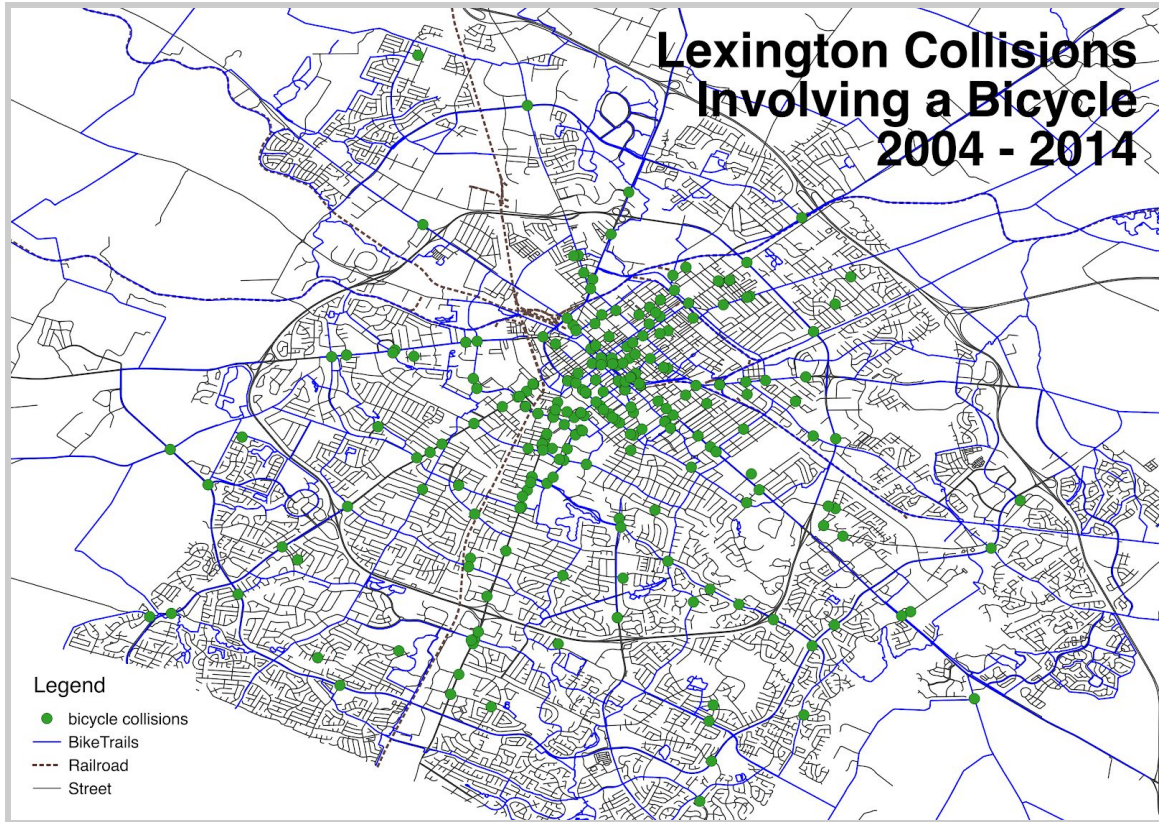 Lexington Collisions
Involving a Bicycle
2004 - 2014
Legend
bicycle collisions
BikeTrails
Railroad
Street